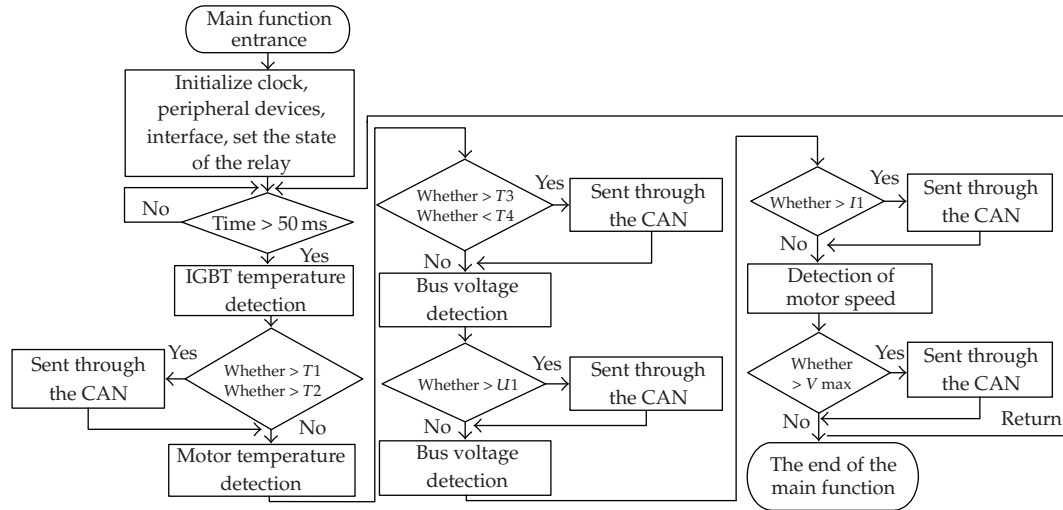 Main function
entrance
Initialize clock,
peripheral devices,
interface, set the state
of the relay
No
Time > 50 ms
Yes
IGBT temperature
detection
Yes
Sent through
the CAN
Whether > T1
Whether > T2
No
Motor temperature
detection
Whether > T3
Whether < T4
Yes
Sent through
the CAN
No
Bus voltage
detection
Whether > U1
Yes
Sent through
the CAN
No
Bus voltage
detection
Whether > I1
Yes
Sent through
the CAN
No
Detection of
motor speed
Whether
> V max
Yes
Sent through
the CAN
No
Return
The end of the
main function